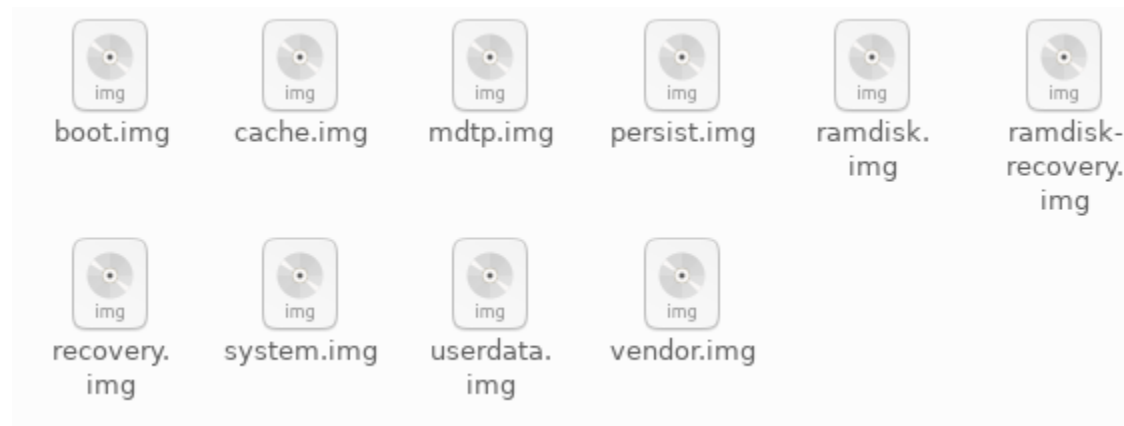 img img img img img img
boot.img cache.img mdtp.img persist.img ramdisk. ramdisk-
img recovery.
img
img img img img
recovery. system.img userdata. vendor.img
img img